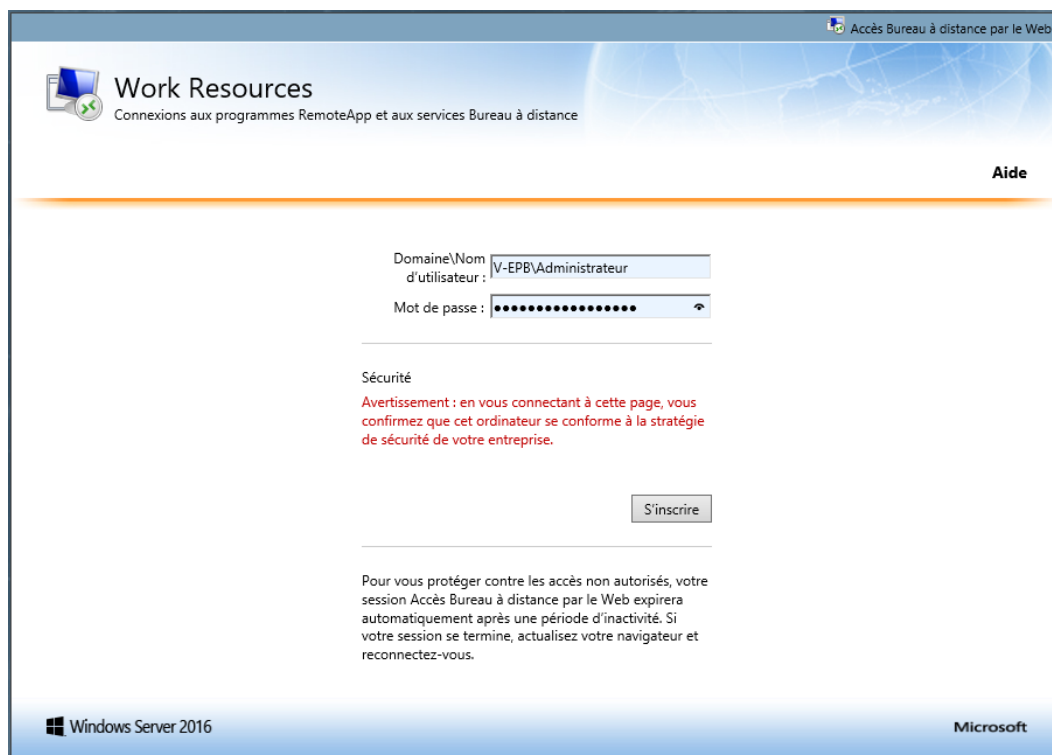 Accès Bureau à distance par le Web
Work Resources
Connexions aux programmes RemoteApp et aux services Bureau à distance
Aide
Domaine\Nom
d'utilisateur :
V-EPB\Administrateur
Mot de passe :
•••••••••••••••••
Sécurité
Avertissement : en vous connectant à cette page, vous
confirmez que cet ordinateur se conforme à la stratégie
de sécurité de votre entreprise.
S'inscrire
Pour vous protéger contre les accès non autorisés, votre
session Accès Bureau à distance par le Web expirera
automatiquement après une période d'inactivité. Si
votre session se termine, actualisez votre navigateur et
reconnectez-vous.
Windows Server 2016
Microsoft